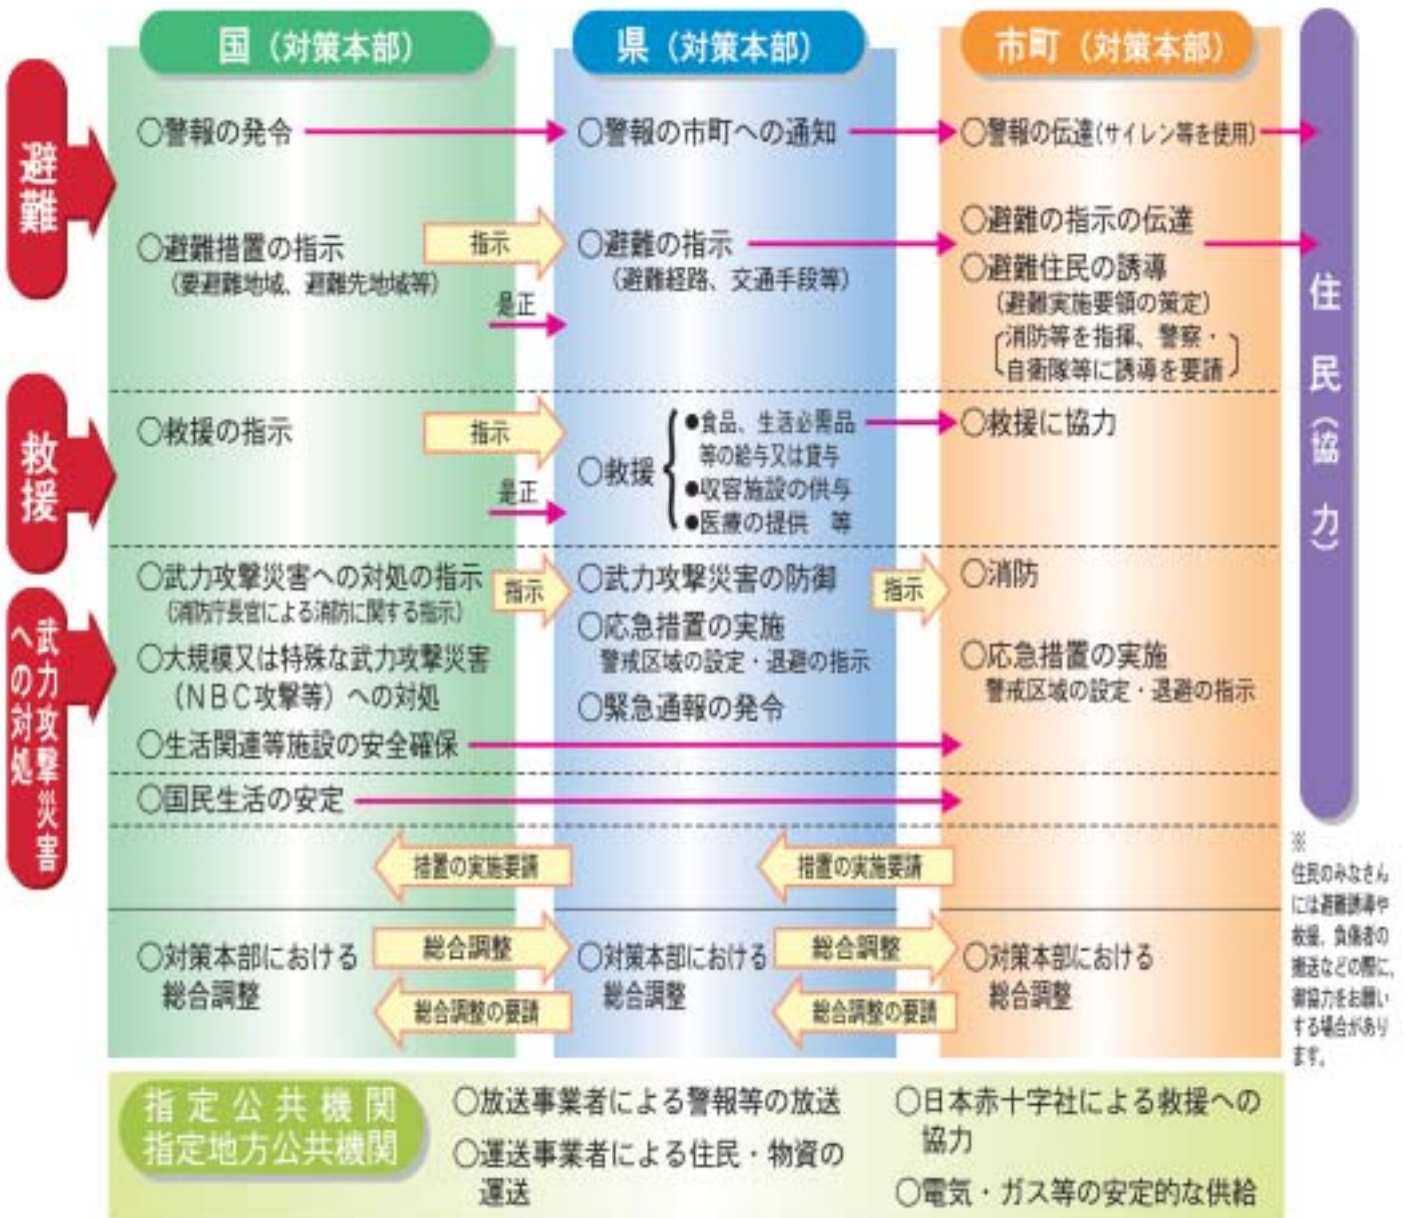 国（対策本部）
県（対策本部）
市町（対策本部）
避難
○警報の発令
○警報の市町への通知
○警報の伝達(サイレン等を使用)
○避難措置の指示
（要避難地域、避難先地域等）
指示
是正
○避難の指示
（避難経路、交通手段等）
○避難の指示の伝達
○避難住民の誘導
（避難実施要領の策定）
消防等を指揮、警察・
自衛隊等に誘導を要請
救援
○救援の指示
指示
是正
○救援
●食品、生活必需品
等の給与又は貸与
●収容施設の供与
●医療の提供　等
○救援に協力
武力攻撃災害
への対処
○武力攻撃災害への対処の指示
（消防庁長官による消防に関する指示）
指示
○大規模又は特殊な武力攻撃災害
（ＮＢＣ攻撃等）への対処
○生活関連等施設の安全確保
○武力攻撃災害の防御
指示
○応急措置の実施
警戒区域の設定・退避の指示
○緊急通報の発令
○消防
○応急措置の実施
警戒区域の設定・退避の指示
○国民生活の安定
措置の実施要請
措置の実施要請
○対策本部における
総合調整
総合調整
総合調整の要請
○対策本部における
総合調整
総合調整
総合調整の要請
○対策本部における
総合調整
住民（協力）
※
住民のみなさん
には避難誘導や
救援、負傷者の
搬送などの際に、
御協力をお願い
する場合があり
ます。
指定公共機関
指定地方公共機関
○放送事業者による警報等の放送
○運送事業者による住民・物資の
運送
○日本赤十字社による救援への
協力
○電気・ガス等の安定的な供給